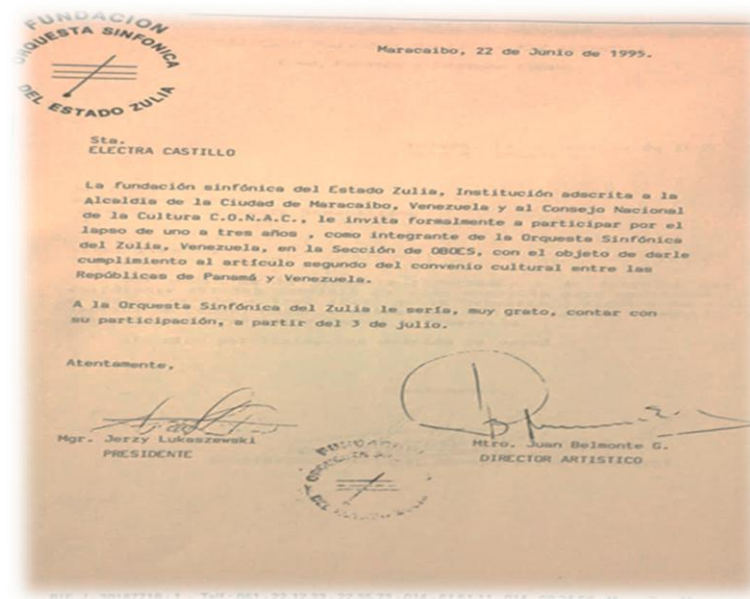 FUNDACION
ORQUESTA SINFONICA
DEL ESTADO ZULIA
Maracaibo, 22 de Junio de 1995.
Sta.
ELECTRA CASTILLO
La fundación sinfónica del Estado Zulia, Institución adscrita a la
Alcaldia de la Ciudad de Maracaibo, Venezuela y al Consejo Nacional
de la Cultura C.O.N.A.C., le invita formalmente a participar por el
lapso de uno a tres años , como integrante de la Orquesta Sinfónica
del Zulia, Venezuela, en la Sección de OBOES, con el objeto de darle
cumplimiento al artículo segundo del convenio cultural entre las
Repúblicas de Panamá y Venezuela.
A la Orquesta Sinfónica del Zulia le sería, muy grato, contar con
su participación, a partir del 3 de julio.
Atentamente,
Mgr. Jerzy Lukaszewski
PRESIDENTE
Mtro. Juan Belmonte G.
DIRECTOR ARTISTICO
FUNDACION